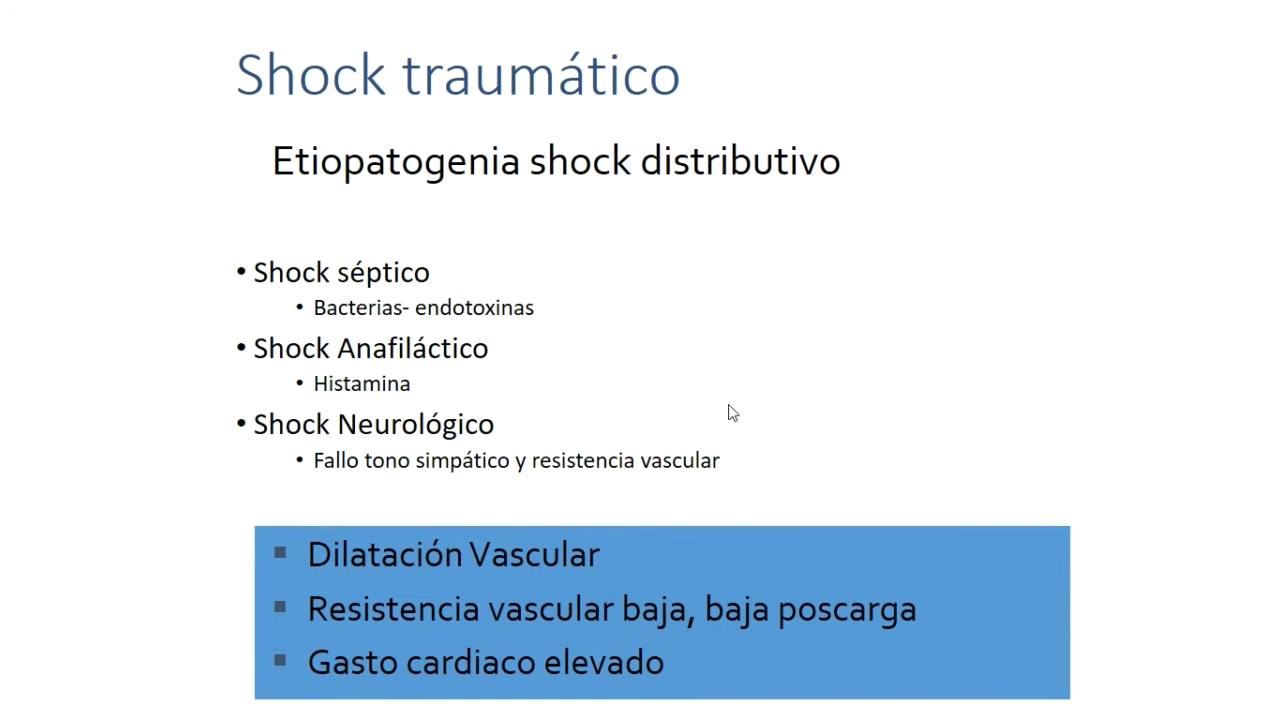 Shock traumático
Etiopatogenia shock distributivo
• Shock séptico
• Bacterias- endotoxinas
• Shock Anafiláctico
• Histamina
• Shock Neurológico
• Fallo tono simpático y resistencia vascular
▪ Dilatación Vascular
▪ Resistencia vascular baja, baja poscarga
▪ Gasto cardiaco elevado